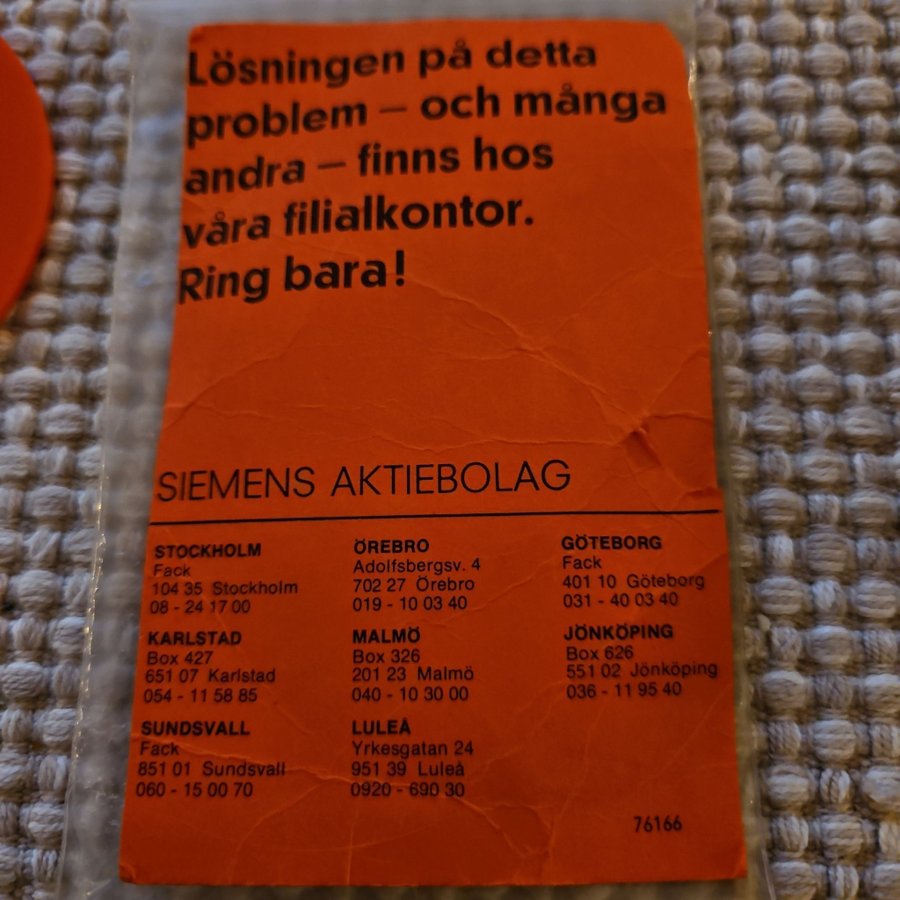 Lösningen på detta
problem – och många
andra – finns hos
våra filialkontor.
Ring bara!
SIEMENS AKTIEBOLAG
STOCKHOLM
Fack
104 35 Stockholm
08 - 24 17 00
ÖREBRO
Adolfsbergsv. 4
702 27 Örebro
019 - 10 03 40
GÖTEBORG
Fack
401 10 Göteborg
031 - 40 03 40
KARLSTAD
Box 427
651 07 Karlstad
054 - 11 58 85
MALMÖ
Box 326
201 23 Malmö
040 - 10 30 00
JÖNKÖPING
Box 626
551 02 Jönköping
036 - 11 95 40
SUNDSVALL
Fack
851 01 Sundsvall
060 - 15 00 70
LULEÅ
Yrkesgatan 24
951 39 Luleå
0920 - 690 30
76166